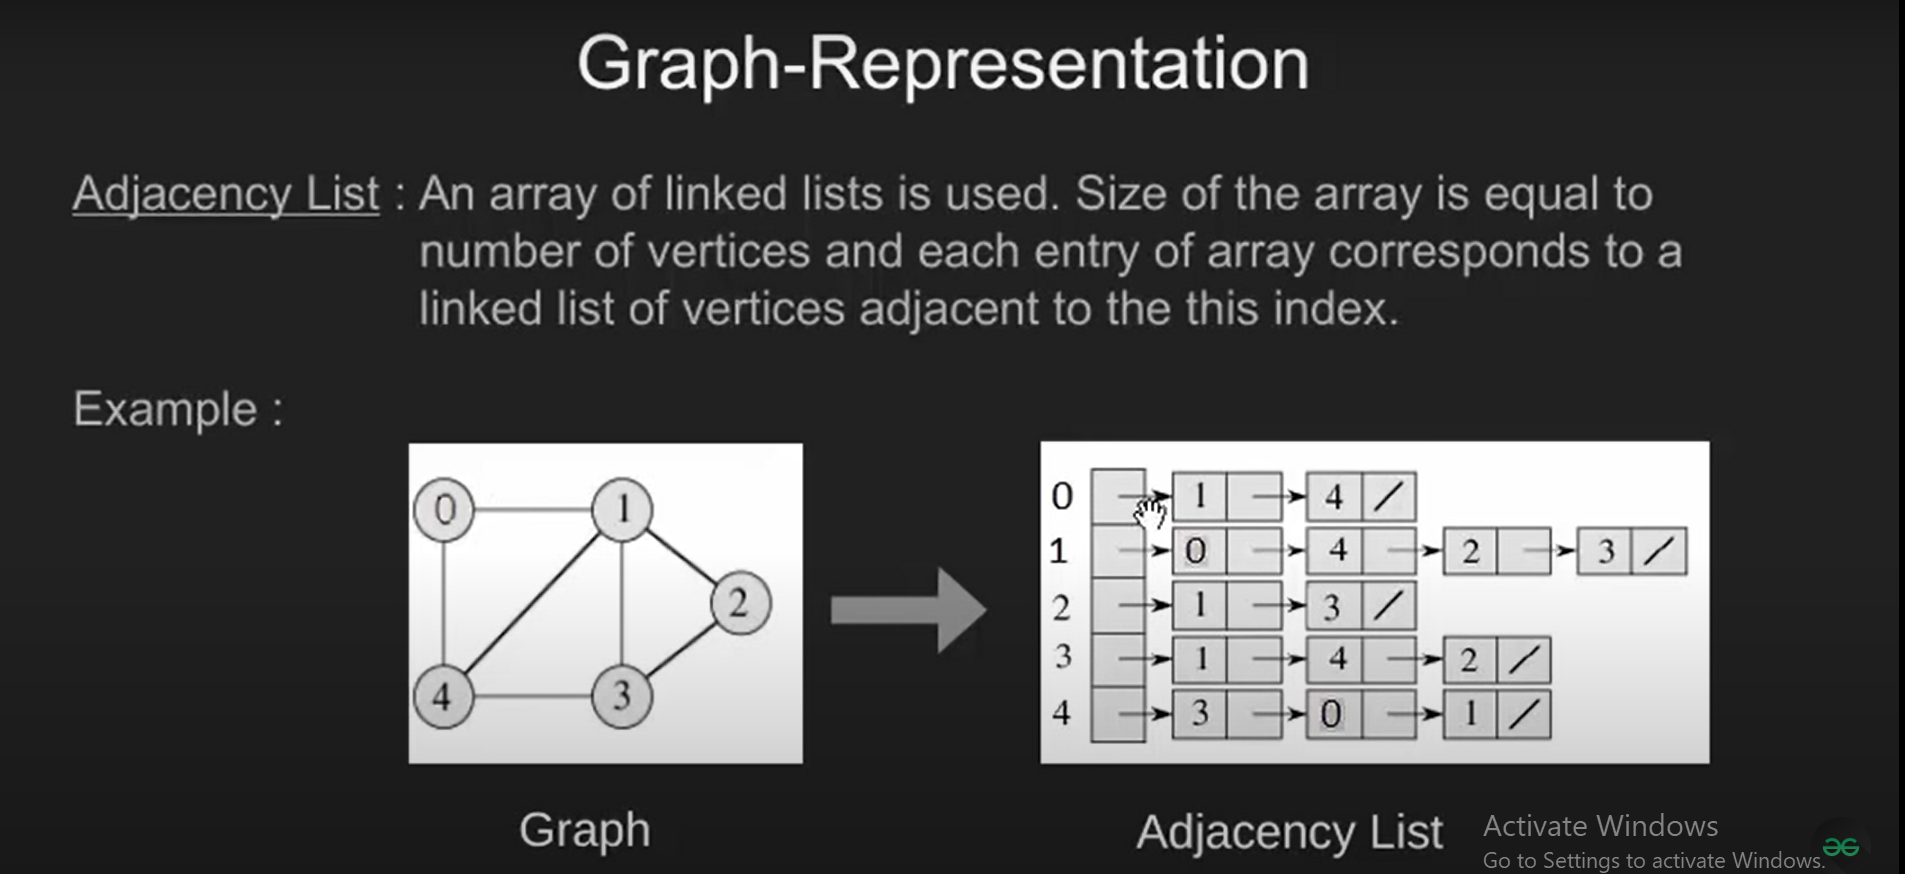 Graph-Representation
Adjacency List : An array of linked lists is used. Size of the array is equal to
number of vertices and each entry of array corresponds to a
linked list of vertices adjacent to the this index.
Example :
0 1
2
4 3
0 1 4
1 0 4 2 3
2 1 3
3 1 4 2
4 3 0 1
Graph
Adjacency List
Activate Windows
Go to Settings to activate Windows.